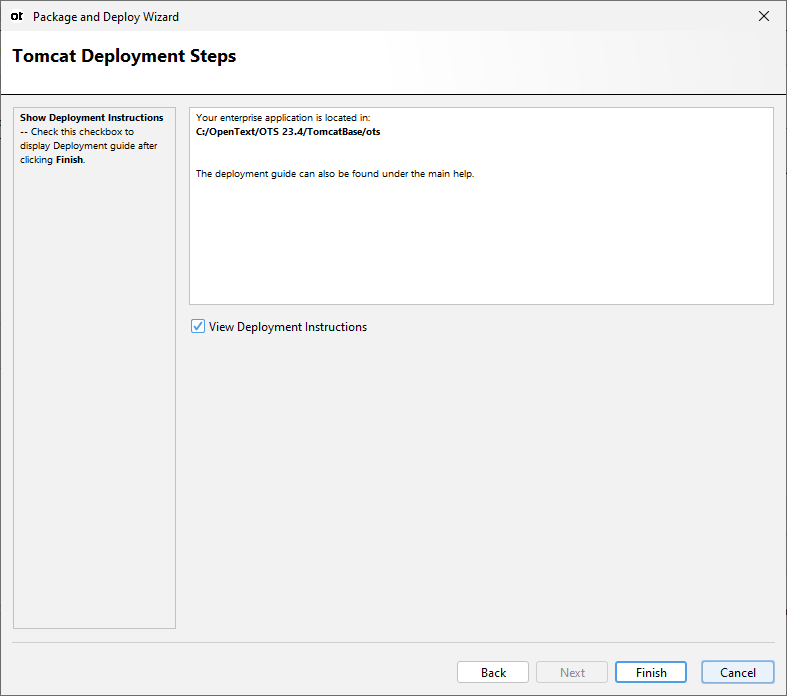 ot Package and Deploy Wizard
Tomcat Deployment Steps
Show Deployment Instructions
-- Check this checkbox to
display Deployment guide after
clicking Finish.
Your enterprise application is located in:
C:/OpenText/OTS 23.4/TomcatBase/ots
The deployment guide can also be found under the main help.
View Deployment Instructions
Back Next Finish Cancel